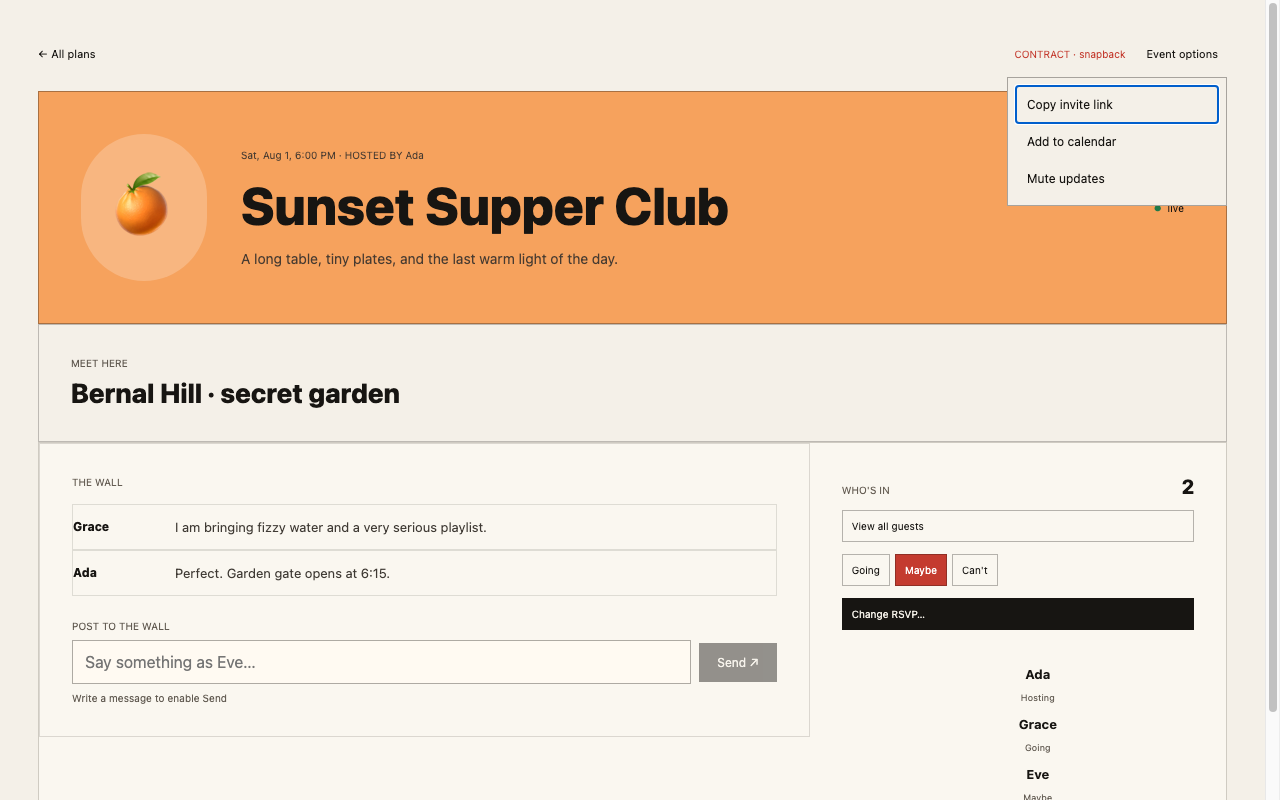 ← All plans
CONTRACT · snapback
Event options
Copy invite link
Add to calendar
Mute updates
live
Sat, Aug 1, 6:00 PM · HOSTED BY Ada
Sunset Supper Club
A long table, tiny plates, and the last warm light of the day.
MEET HERE
Bernal Hill · secret garden
THE WALL
Grace I am bringing fizzy water and a very serious playlist.
Ada Perfect. Garden gate opens at 6:15.
POST TO THE WALL
Say something as Eve...
Send ↗
Write a message to enable Send
WHO'S IN
2
View all guests
Going
Maybe
Can't
Change RSVP...
Ada
Hosting
Grace
Going
Eve
Maybe